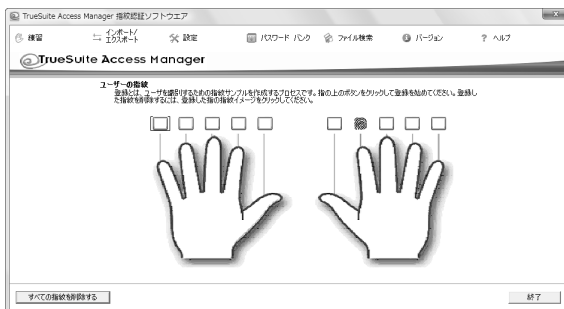 TrueSuite Access Manager 指紋認証ソフトウエア
練習
インポート/
エクスポート
設定
パスワード バンク
ファイル検索
バージョン
? ヘルプ
TrueSuite Access Manager
ユーザーの指紋
登録とは、ユーザを識別するための指紋サンプルを作成するプロセスです。指の上のボタンをクリックして登録を始めてください。登録し
た指紋を削除するには、登録した指の指紋イメージをクリックしてください。
すべての指紋を削除する
終了